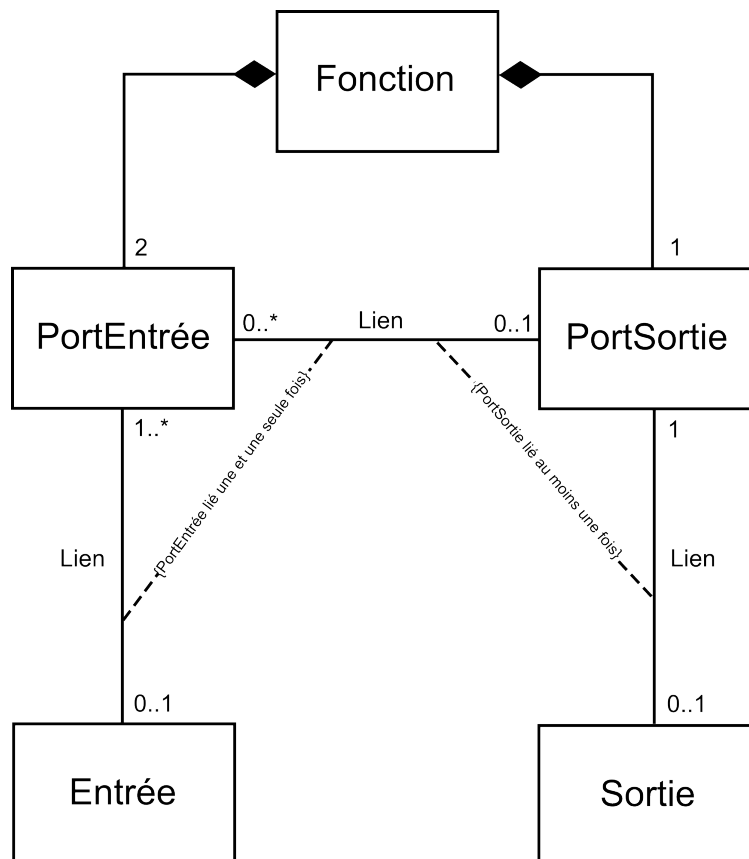 Fonction
2
1
PortEntrée
0..*
Lien
0..1
PortSortie
1..*
1
{PortEntrée lié une et une seule fois}
{PortSortie lié au moins une fois}
Lien
Lien
0..1
0..1
Entrée
Sortie